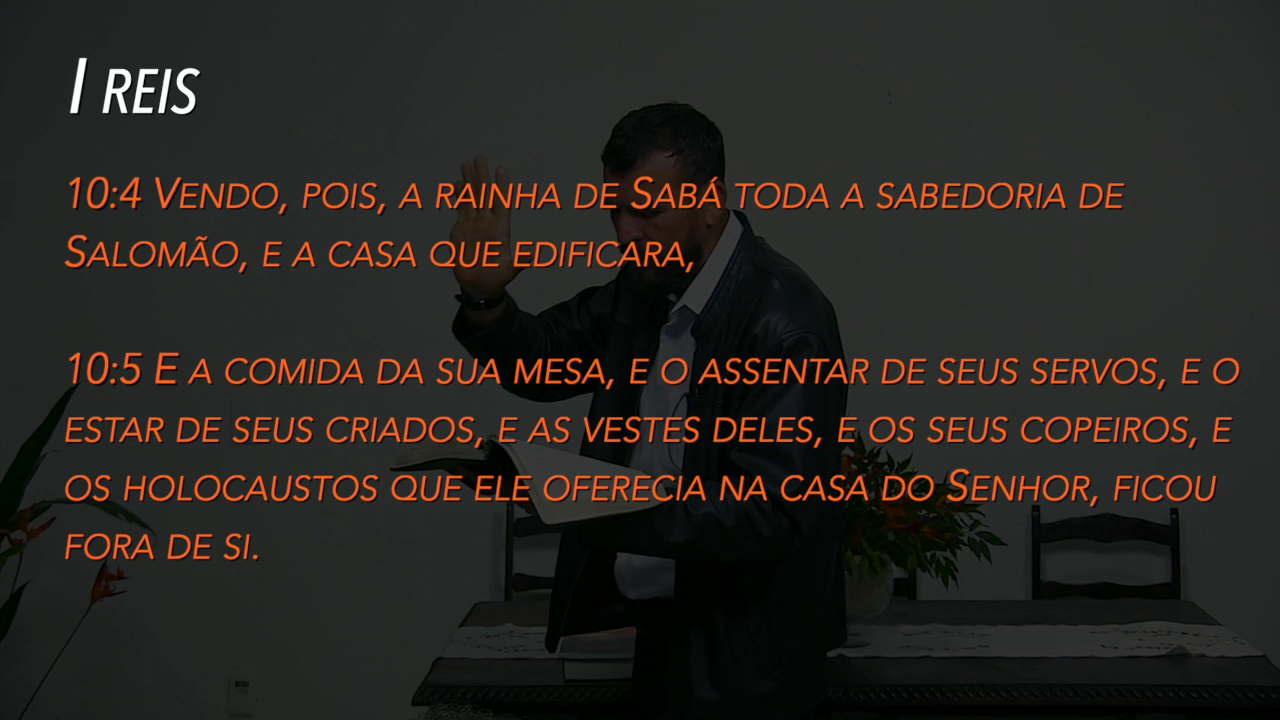 I REIS
10:4 VENDO, POIS, A RAINHA DE SABÁ TODA A SABEDORIA DE
SALOMÃO, E A CASA QUE EDIFICARA,
10:5 E A COMIDA DA SUA MESA, E O ASSENTAR DE SEUS SERVOS, E O
ESTAR DE SEUS CRIADOS, E AS VESTES DELES, E OS SEUS COPEIROS, E
OS HOLOCAUSTOS QUE ELE OFERECIA NA CASA DO SENHOR, FICOU
FORA DE SI.